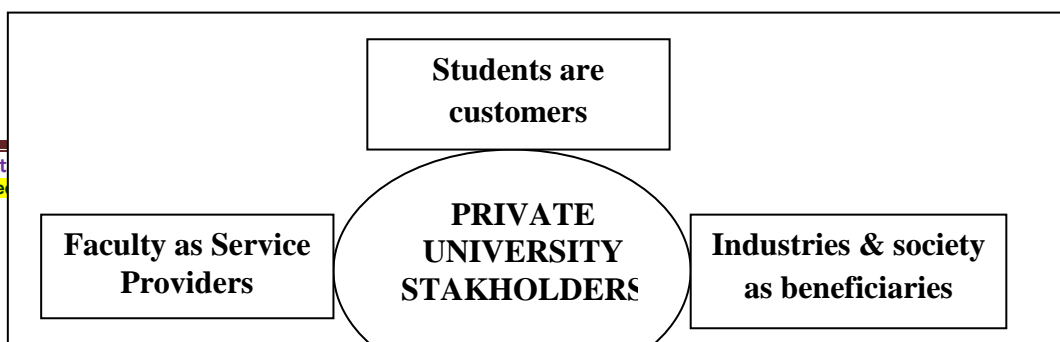 Students are
customers
PRIVATE
UNIVERSITY
STAKHOLDERS
Faculty as Service
Providers
Industries & society
as beneficiaries